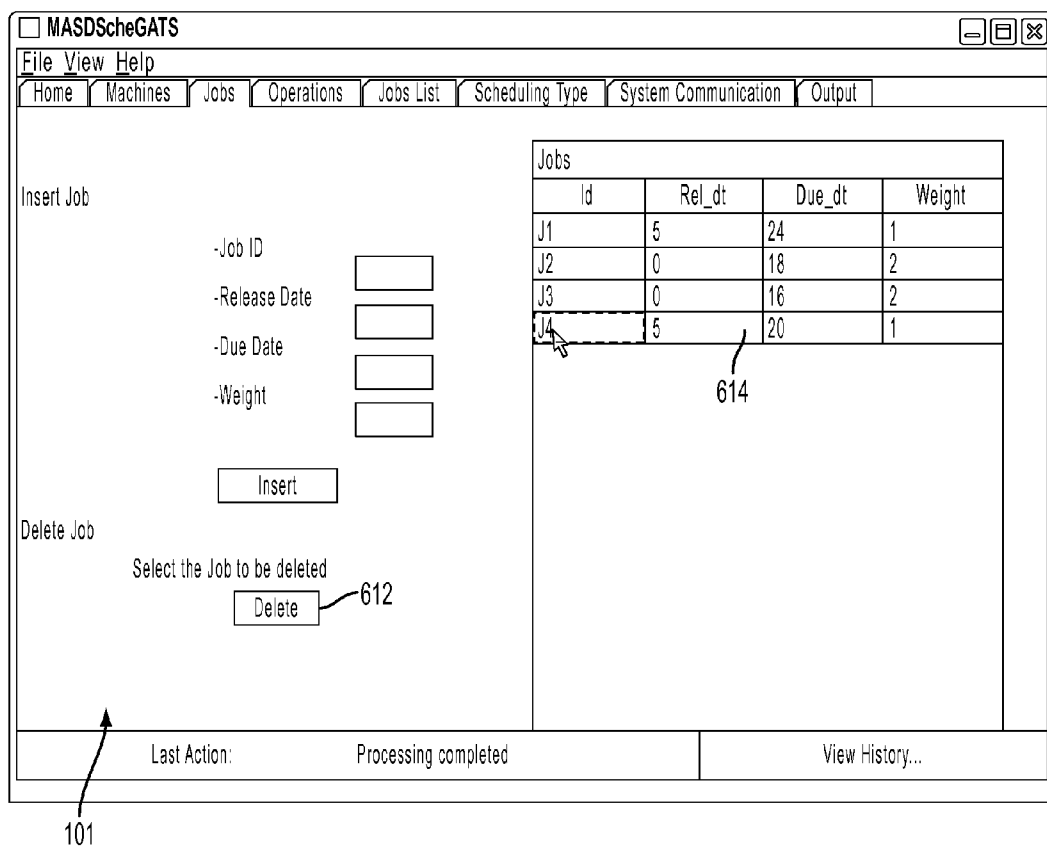 MASDScheGATS
File View Help
Home Machines Jobs Operations Jobs List Scheduling Type System Communication Output
Insert Job
-Job ID
-Release Date
-Due Date
-Weight
Insert
Delete Job
Select the Job to be deleted
Delete
612
Jobs
Id Rel_dt Due_dt Weight
J1 5 24 1
J2 0 18 2
J3 0 16 2
J4 5 20 1
614
Last Action: Processing completed View History...
101